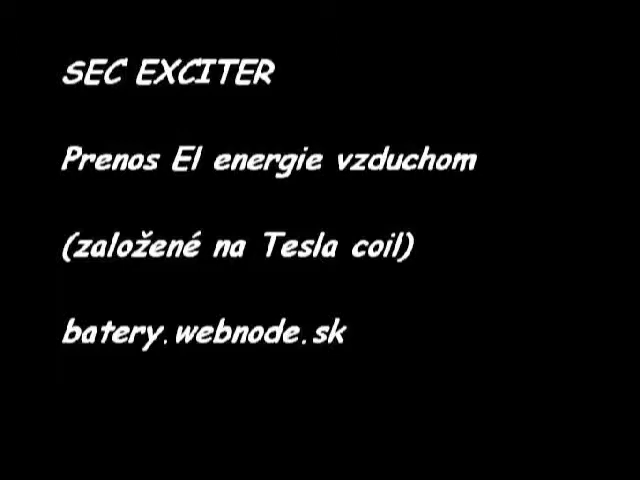 SEC EXCITER
Prenos El energie vzduchom
(založené na Tesla coil)
batery.webnode.sk